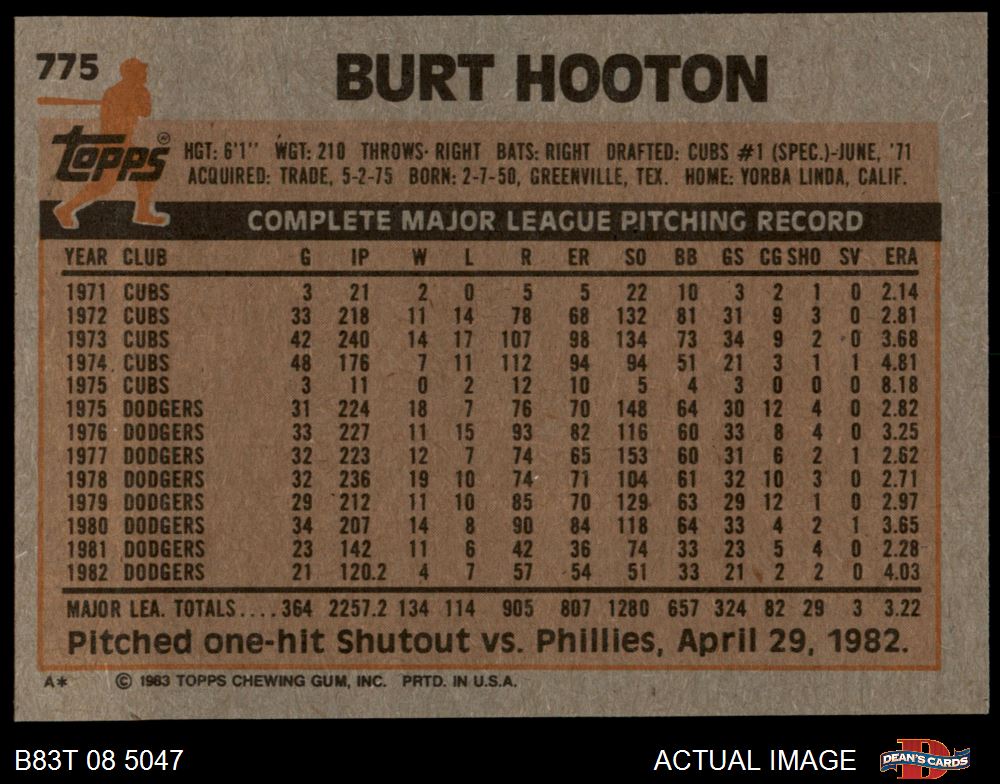 775
BURT HOOTON
Topps®
HGT: 6'1" WGT: 210 THROWS: RIGHT BATS: RIGHT DRAFTED: CUBS #1 (SPEC.)-JUNE, '71
ACQUIRED: TRADE, 5-2-75 BORN: 2-7-50, GREENVILLE, TEX. HOME: YORBA LINDA, CALIF.
COMPLETE MAJOR LEAGUE PITCHING RECORD
YEAR CLUB G IP W L R ER SO BB GS CG SHO SV ERA
1971 CUBS 3 21 2 0 5 5 22 10 3 2 1 0 2.14
1972 CUBS 33 218 11 14 78 68 132 81 31 9 3 0 2.81
1973 CUBS 42 240 14 17 107 98 134 73 34 9 2 0 3.68
1974 CUBS 48 176 7 11 112 94 94 51 21 3 1 1 4.81
1975 CUBS 3 11 0 2 12 10 5 4 3 0 0 0 8.18
1975 DODGERS 31 224 18 7 76 70 148 64 30 12 4 0 2.82
1976 DODGERS 33 227 11 15 93 82 116 60 33 8 4 0 3.25
1977 DODGERS 32 223 12 7 74 65 153 60 31 6 2 1 2.62
1978 DODGERS 32 236 19 10 74 71 104 61 32 10 3 0 2.71
1979 DODGERS 29 212 11 10 85 70 129 63 29 12 1 0 2.97
1980 DODGERS 34 207 14 8 90 84 118 64 33 4 2 1 3.65
1981 DODGERS 23 142 11 6 42 36 74 33 23 5 4 0 2.28
1982 DODGERS 21 120.2 4 7 57 54 51 33 21 2 2 0 4.03
MAJOR LEA. TOTALS.... 364 2257.2 134 114 905 807 1280 657 324 82 29 3 3.22
Pitched one-hit Shutout vs. Phillies, April 29, 1982.
A* © 1983 TOPPS CHEWING GUM, INC. PRTD. IN U.S.A.
B83T 08 5047 ACTUAL IMAGE D DEAN'S CARDS